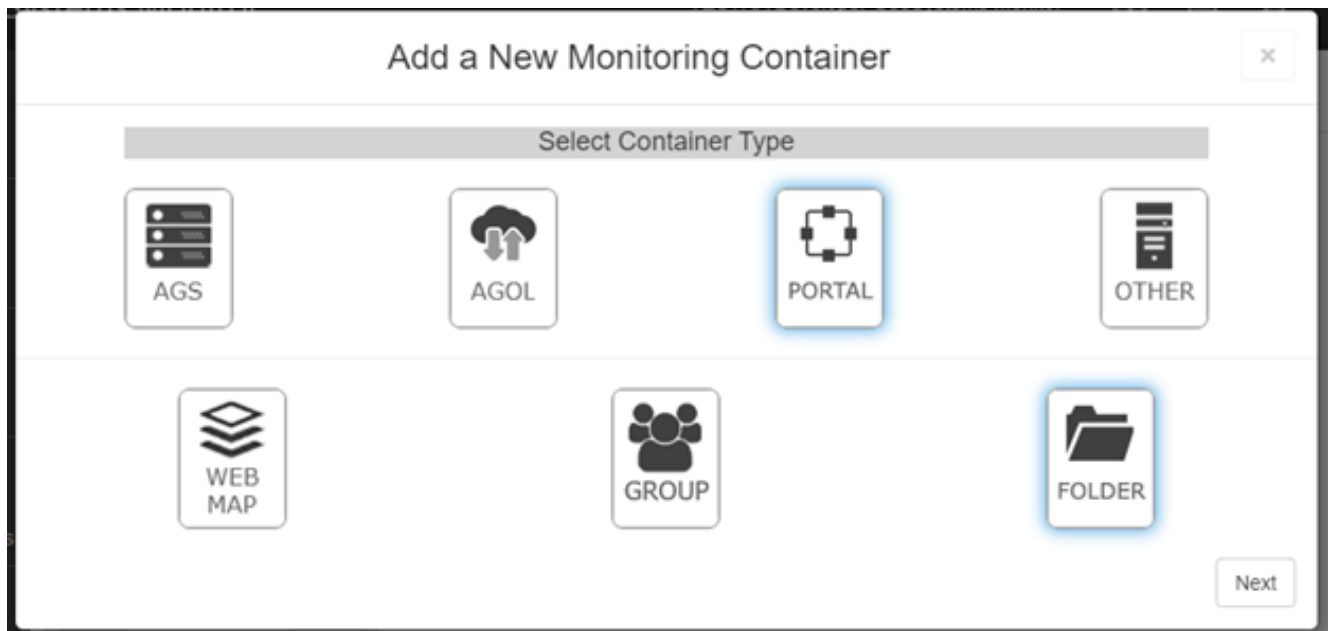 Add a New Monitoring Container
×
Select Container Type
AGS
AGOL
PORTAL
OTHER
WEB
MAP
GROUP
FOLDER
Next